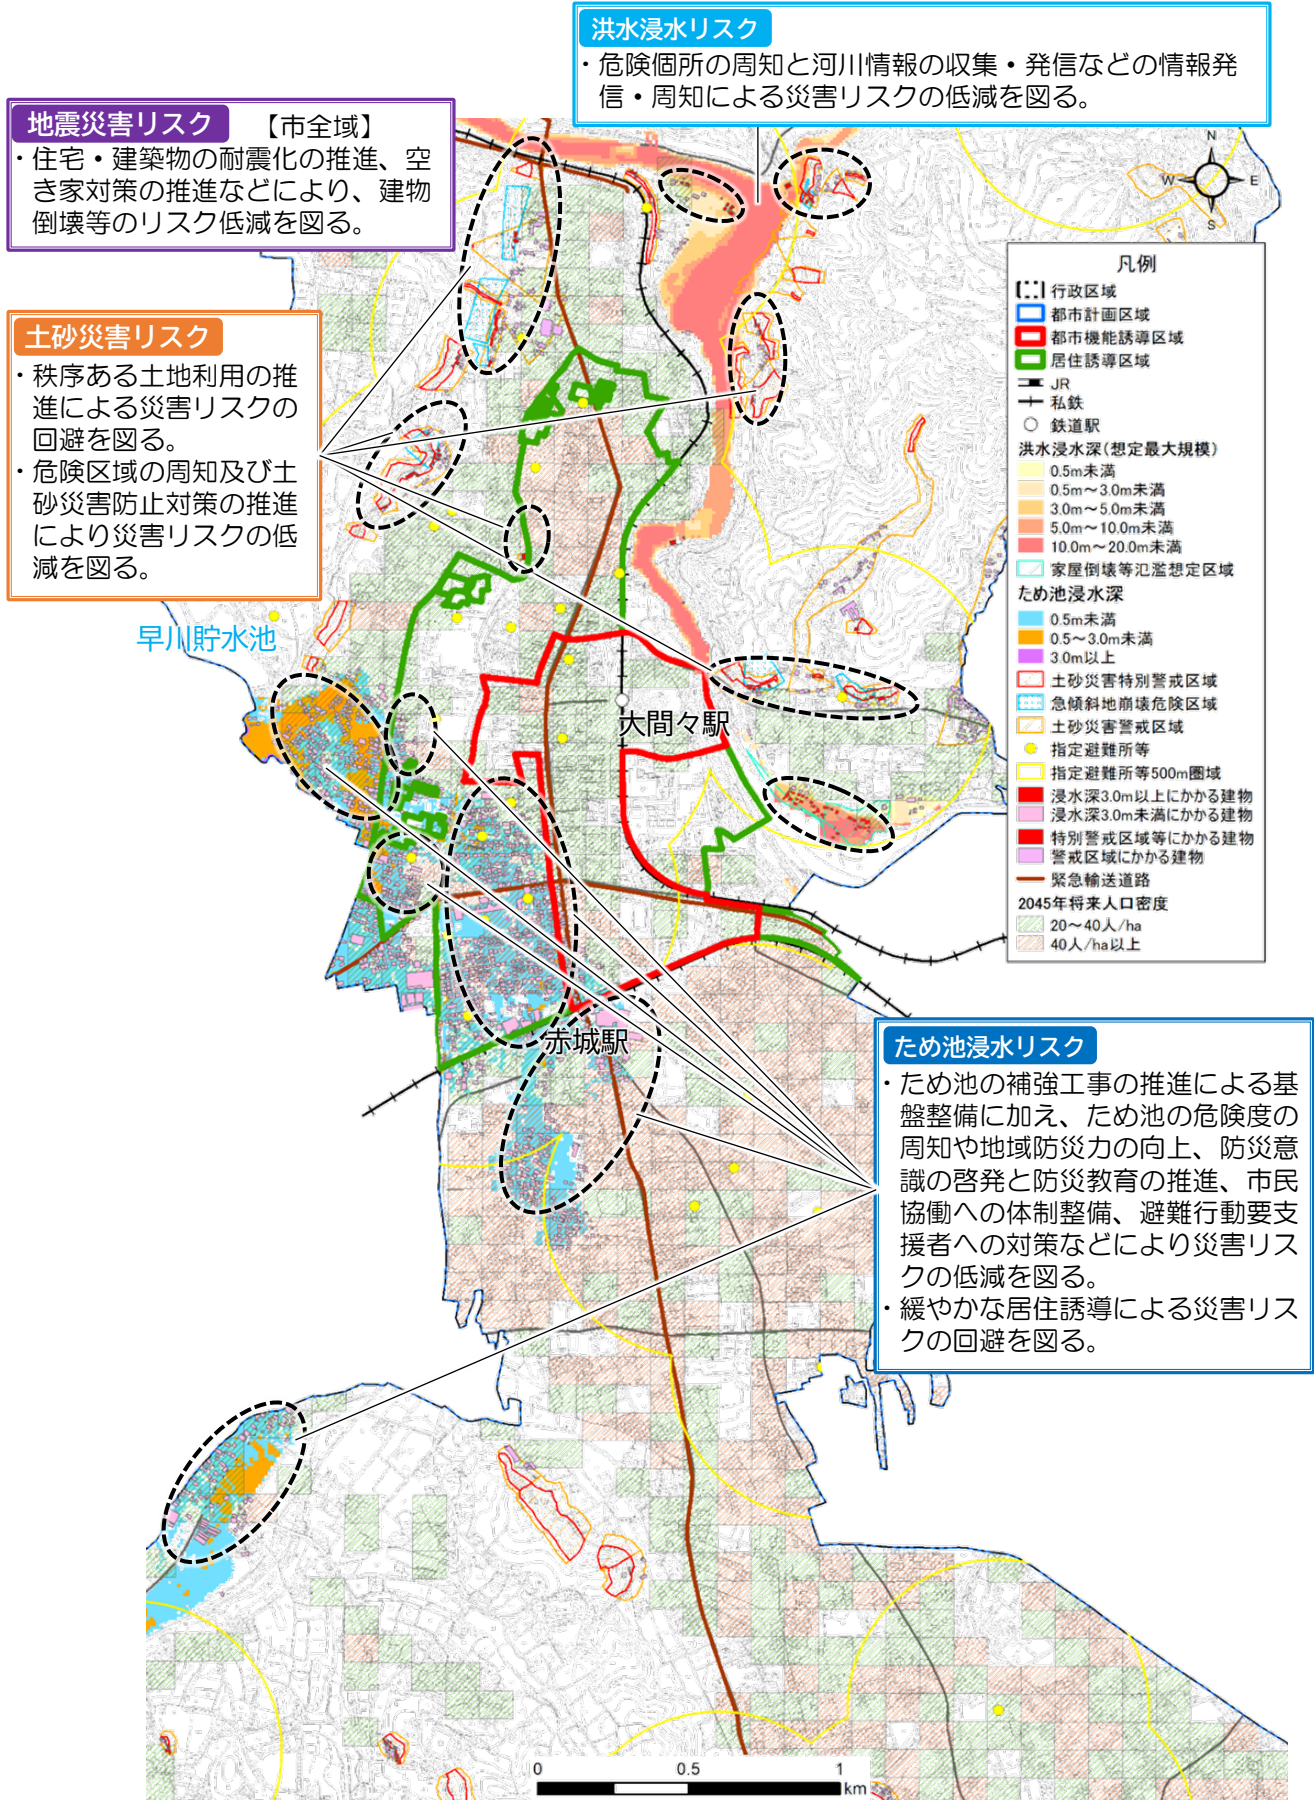 洪水浸水リスク
・危険個所の周知と河川情報の収集・発信などの情報発
信・周知による災害リスクの低減を図る。
地震災害リスク 【市全域】
・住宅・建築物の耐震化の推進、空
き家対策の推進などにより、建物
倒壊等のリスク低減を図る。
N
W E
S
土砂災害リスク
・秩序ある土地利用の推
進による災害リスクの
回避を図る。
・危険区域の周知及び土
砂災害防止対策の推進
により災害リスクの低
減を図る。
凡例
行政区域
都市計画区域
都市機能誘導区域
居住誘導区域
JR
私鉄
鉄道駅
洪水浸水深(想定最大規模)
0.5m未満
0.5m～3.0m未満
3.0m～5.0m未満
5.0m～10.0m未満
10.0m～20.0m未満
家屋倒壊等氾濫想定区域
ため池浸水深
0.5m未満
0.5～3.0m未満
3.0m以上
土砂災害特別警戒区域
急傾斜地崩壊危険区域
土砂災害警戒区域
指定避難所等
指定避難所等500m圏域
浸水深3.0m以上にかかる建物
浸水深3.0m未満にかかる建物
特別警戒区域等にかかる建物
警戒区域にかかる建物
緊急輸送道路
2045年将来人口密度
20～40人/ha
40人/ha以上
早川貯水池
大間々駅
赤城駅
ため池浸水リスク
・ため池の補強工事の推進による基
盤整備に加え、ため池の危険度の
周知や地域防災力の向上、防災意
識の啓発と防災教育の推進、市民
協働への体制整備、避難行動要支
援者への対策などにより災害リス
クの低減を図る。
・緩やかな居住誘導による災害リス
クの回避を図る。
0 0.5 1
km